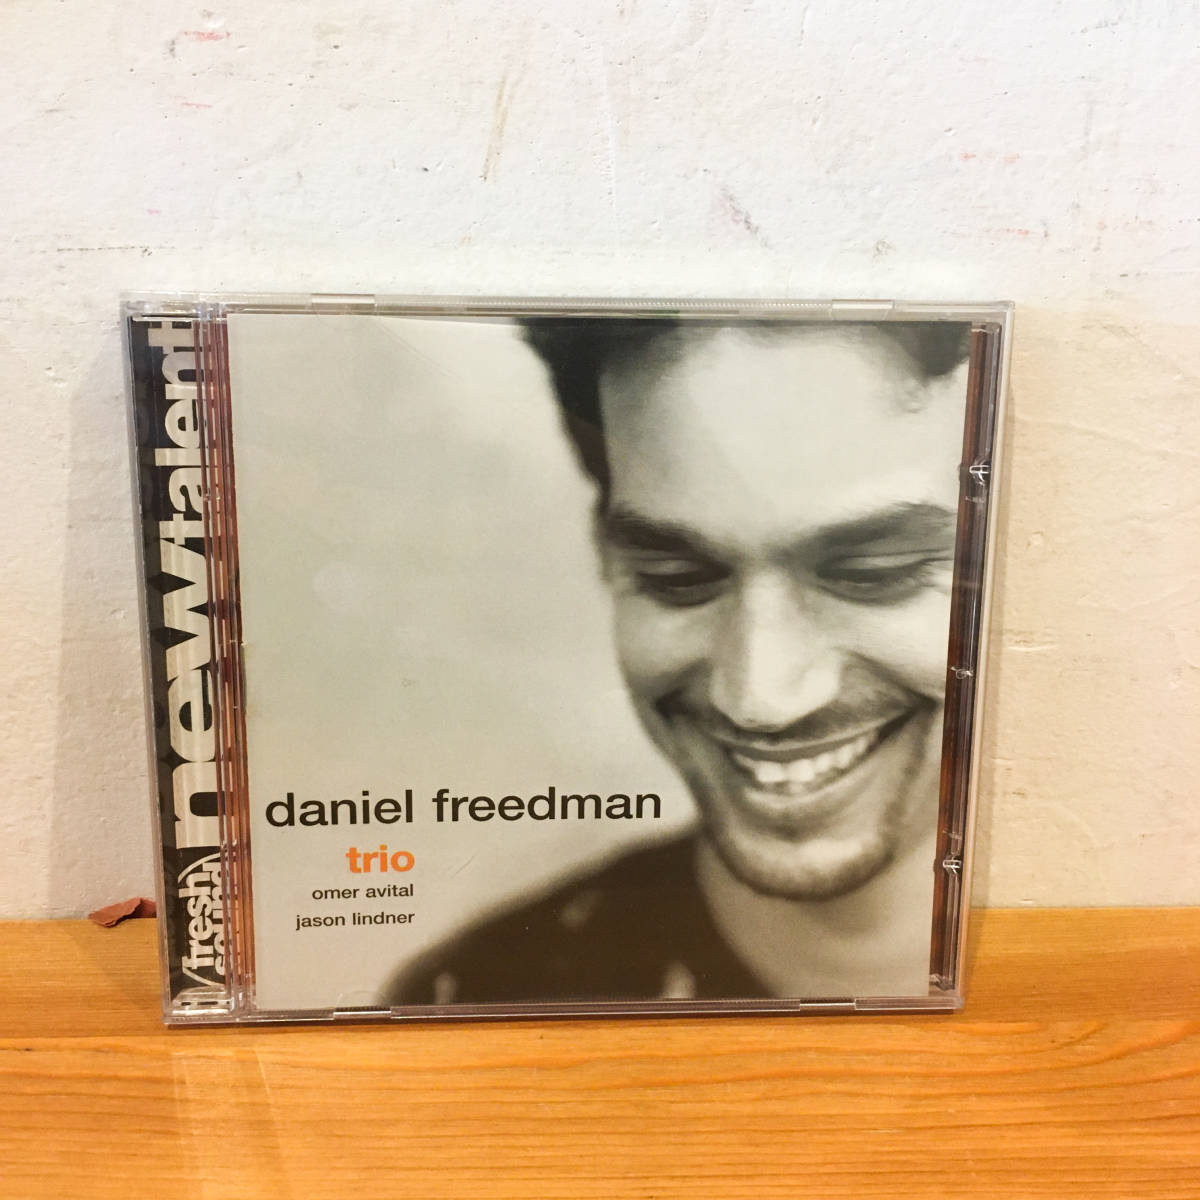 daniel freedman
trio
omer avital
jason lindner
newtalent
(fresh)
sound